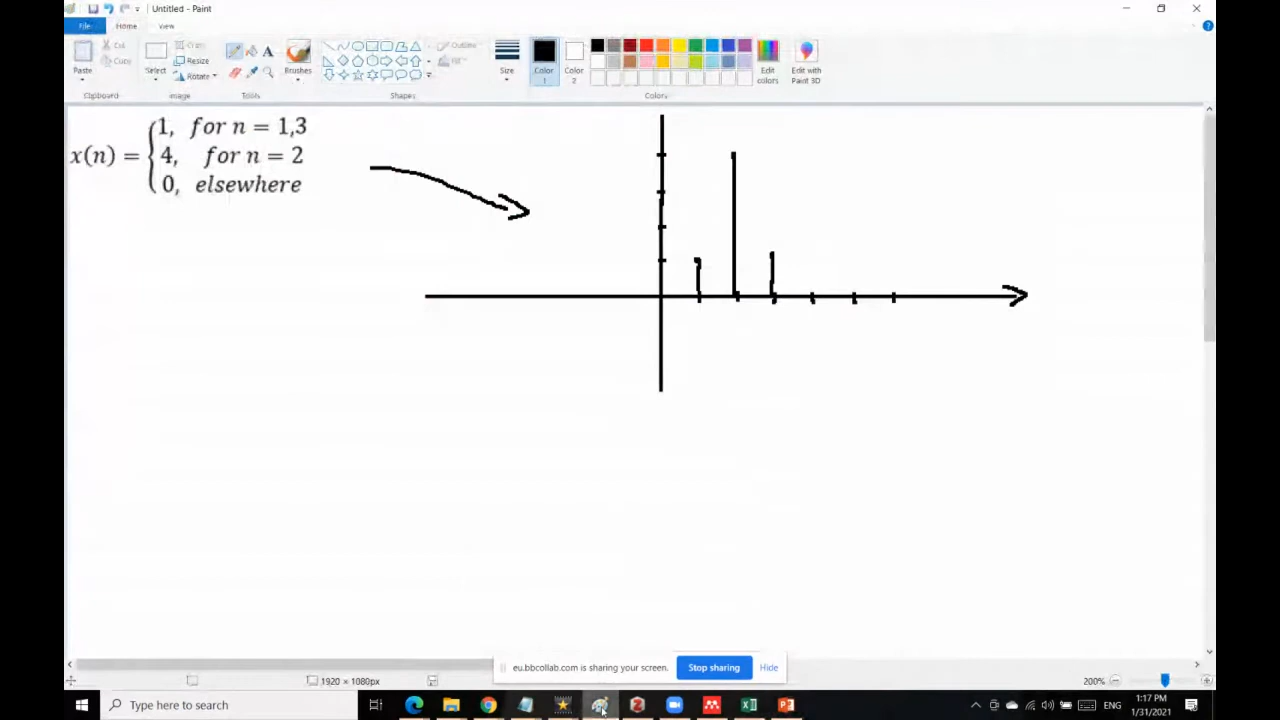 Untitled - Paint
File Home View
Paste
Cut
Copy
Clipboard
Select
Crop
Resize
Rotate
Image
Tools
Brushes
Shapes
Outline
Fill
Size
Color 1
Color 2
Edit colors
Edit with Paint 3D
Colors
x(n) = {1, for n = 1,3
4, for n = 2
0, elsewhere
eu.bbcollab.com is sharing your screen. Stop sharing Hide
1920 × 1080px
200%
Type here to search
ENG
1:17 PM
1/31/2021